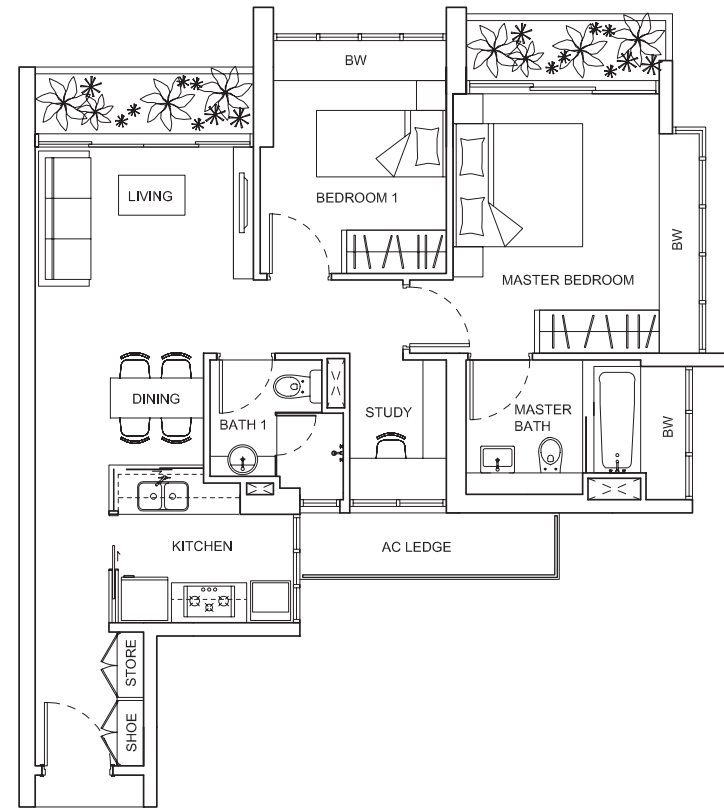 BW
LIVING
BEDROOM 1
BW
MASTER BEDROOM
DINING
BATH 1
STUDY
MASTER
BATH
BW
KITCHEN
AC LEDGE
STORE
SHOE